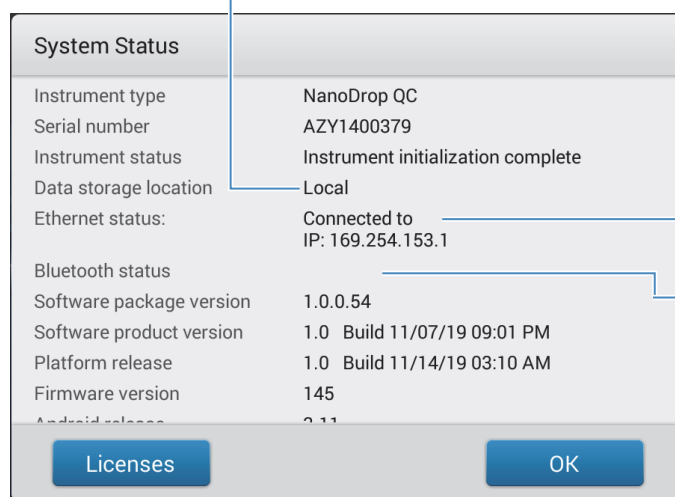 System Status
Instrument type NanoDrop QC
Serial number AZY1400379
Instrument status Instrument initialization complete
Data storage location Local
Ethernet status: Connected to
IP: 169.254.153.1
Bluetooth status
Software package version 1.0.0.54
Software product version 1.0 Build 11/07/19 09:01 PM
Platform release 1.0 Build 11/14/19 03:10 AM
Firmware version 145
Android release
Licenses OK